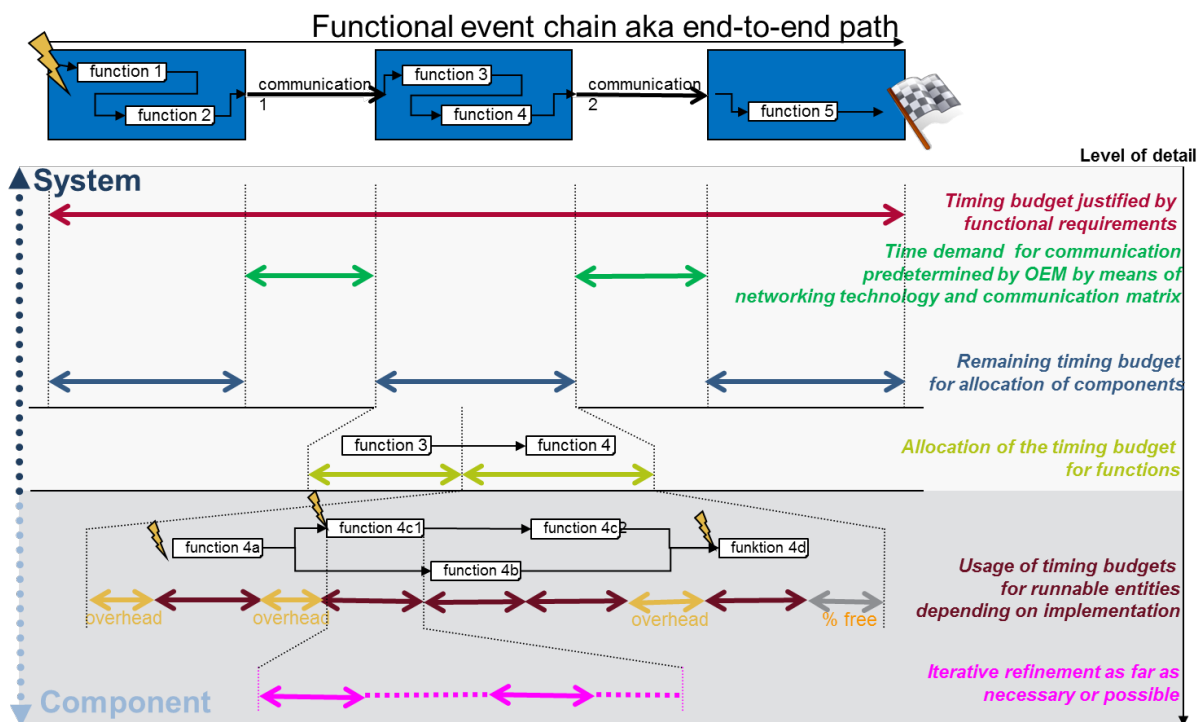 Functional event chain aka end-to-end path
function 1
function 2
communication
1
function 3
function 4
communication
2
function 5
Level of detail
System
Timing budget justified by
functional requirements
Time demand for communication
predetermined by OEM by means of
networking technology and communication matrix
Remaining timing budget
for allocation of components
function 3
function 4
Allocation of the timing budget
for functions
function 4a
function 4c1
function 4c2
function 4b
funktion 4d
Usage of timing budgets
for runnable entities
depending on implementation
overhead
overhead
overhead
% free
Iterative refinement as far as
necessary or possible
Component